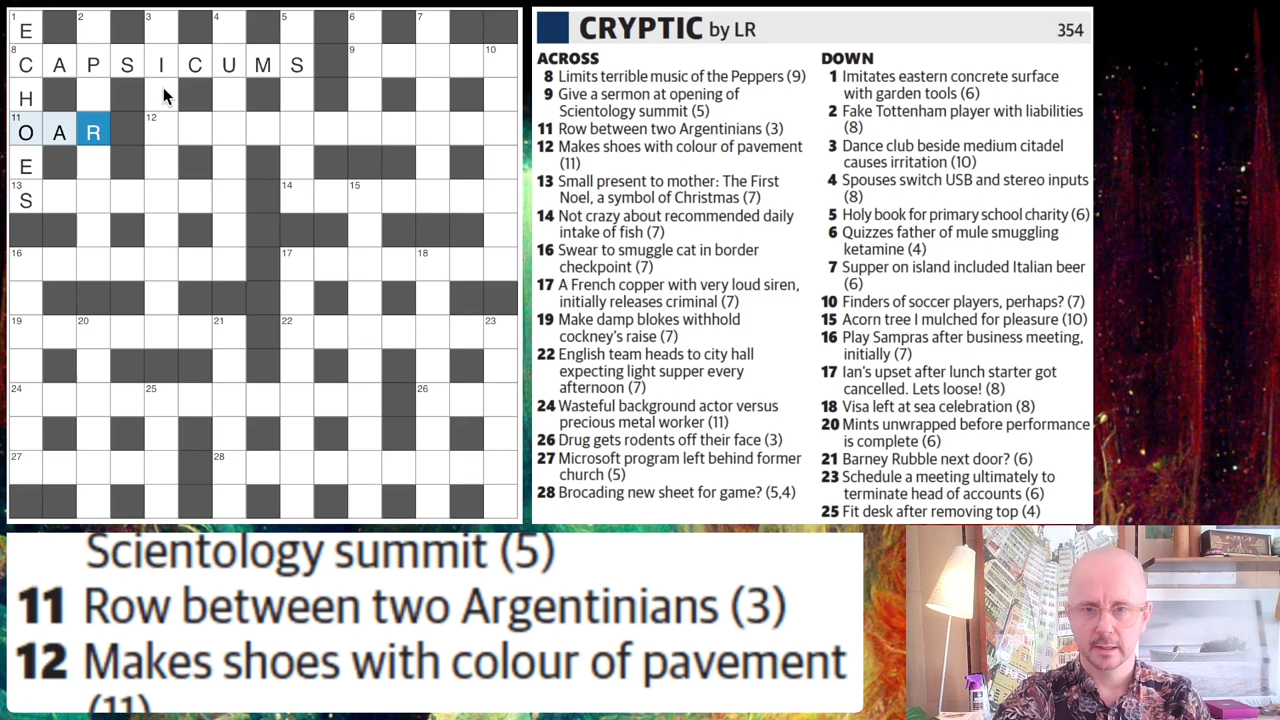 1 2 3 4 5 6 7
E
8 9 10
C A P S I C U M S
H
11 12
O A R
E
13 14 15
S
16 17 18
19 20 21 22 23
24 25 26
27 28
CRYPTIC by LR 354
ACROSS
8 Limits terrible music of the Peppers (9)
9 Give a sermon at opening of
Scientology summit (5)
11 Row between two Argentinians (3)
12 Makes shoes with colour of pavement
(11)
13 Small present to mother: The First
Noel, a symbol of Christmas (7)
14 Not crazy about recommended daily
intake of fish (7)
16 Swear to smuggle cat in border
checkpoint (7)
17 A French copper with very loud siren,
initially releases criminal (7)
19 Make damp blokes withhold
cockney's raise (7)
22 English team heads to city hall
expecting light supper every
afternoon (7)
24 Wasteful background actor versus
precious metal worker (11)
26 Drug gets rodents off their face (3)
27 Microsoft program left behind former
church (5)
28 Brocading new sheet for game? (5,4)
DOWN
1 Imitates eastern concrete surface
with garden tools (6)
2 Fake Tottenham player with liabilities
(8)
3 Dance club beside medium citadel
causes irritation (10)
4 Spouses switch USB and stereo inputs
(8)
5 Holy book for primary school charity (6)
6 Quizzes father of mule smuggling
ketamine (4)
7 Supper on island included Italian beer
(6)
10 Finders of soccer players, perhaps? (7)
15 Acorn tree I mulched for pleasure (10)
16 Play Sampras after business meeting,
initially (7)
17 Ian's upset after lunch starter got
cancelled. Lets loose! (8)
18 Visa left at sea celebration (8)
20 Mints unwrapped before performance
is complete (6)
21 Barney Rubble next door? (6)
23 Schedule a meeting ultimately to
terminate head of accounts (6)
25 Fit desk after removing top (4)
Scientology summit (5)
11 Row between two Argentinians (3)
12 Makes shoes with colour of pavement
(11)